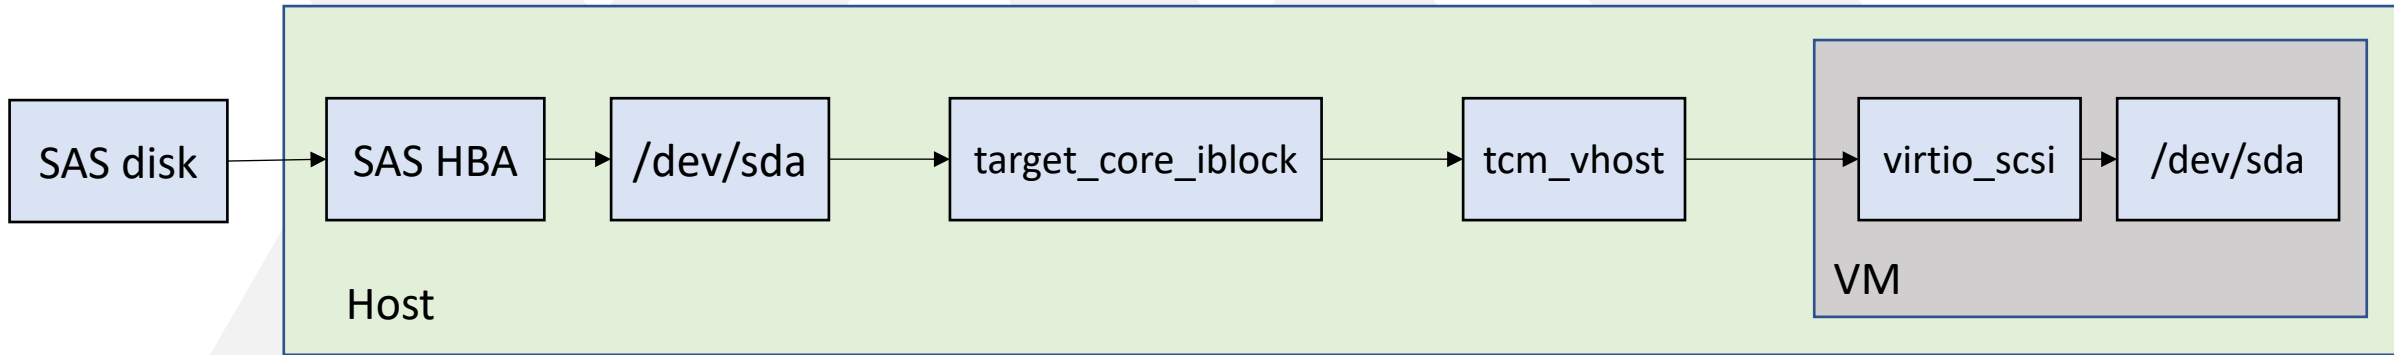 SAS disk
SAS HBA
/dev/sda
target_core_iblock
tcm_vhost
virtio_scsi
/dev/sda
VM
Host